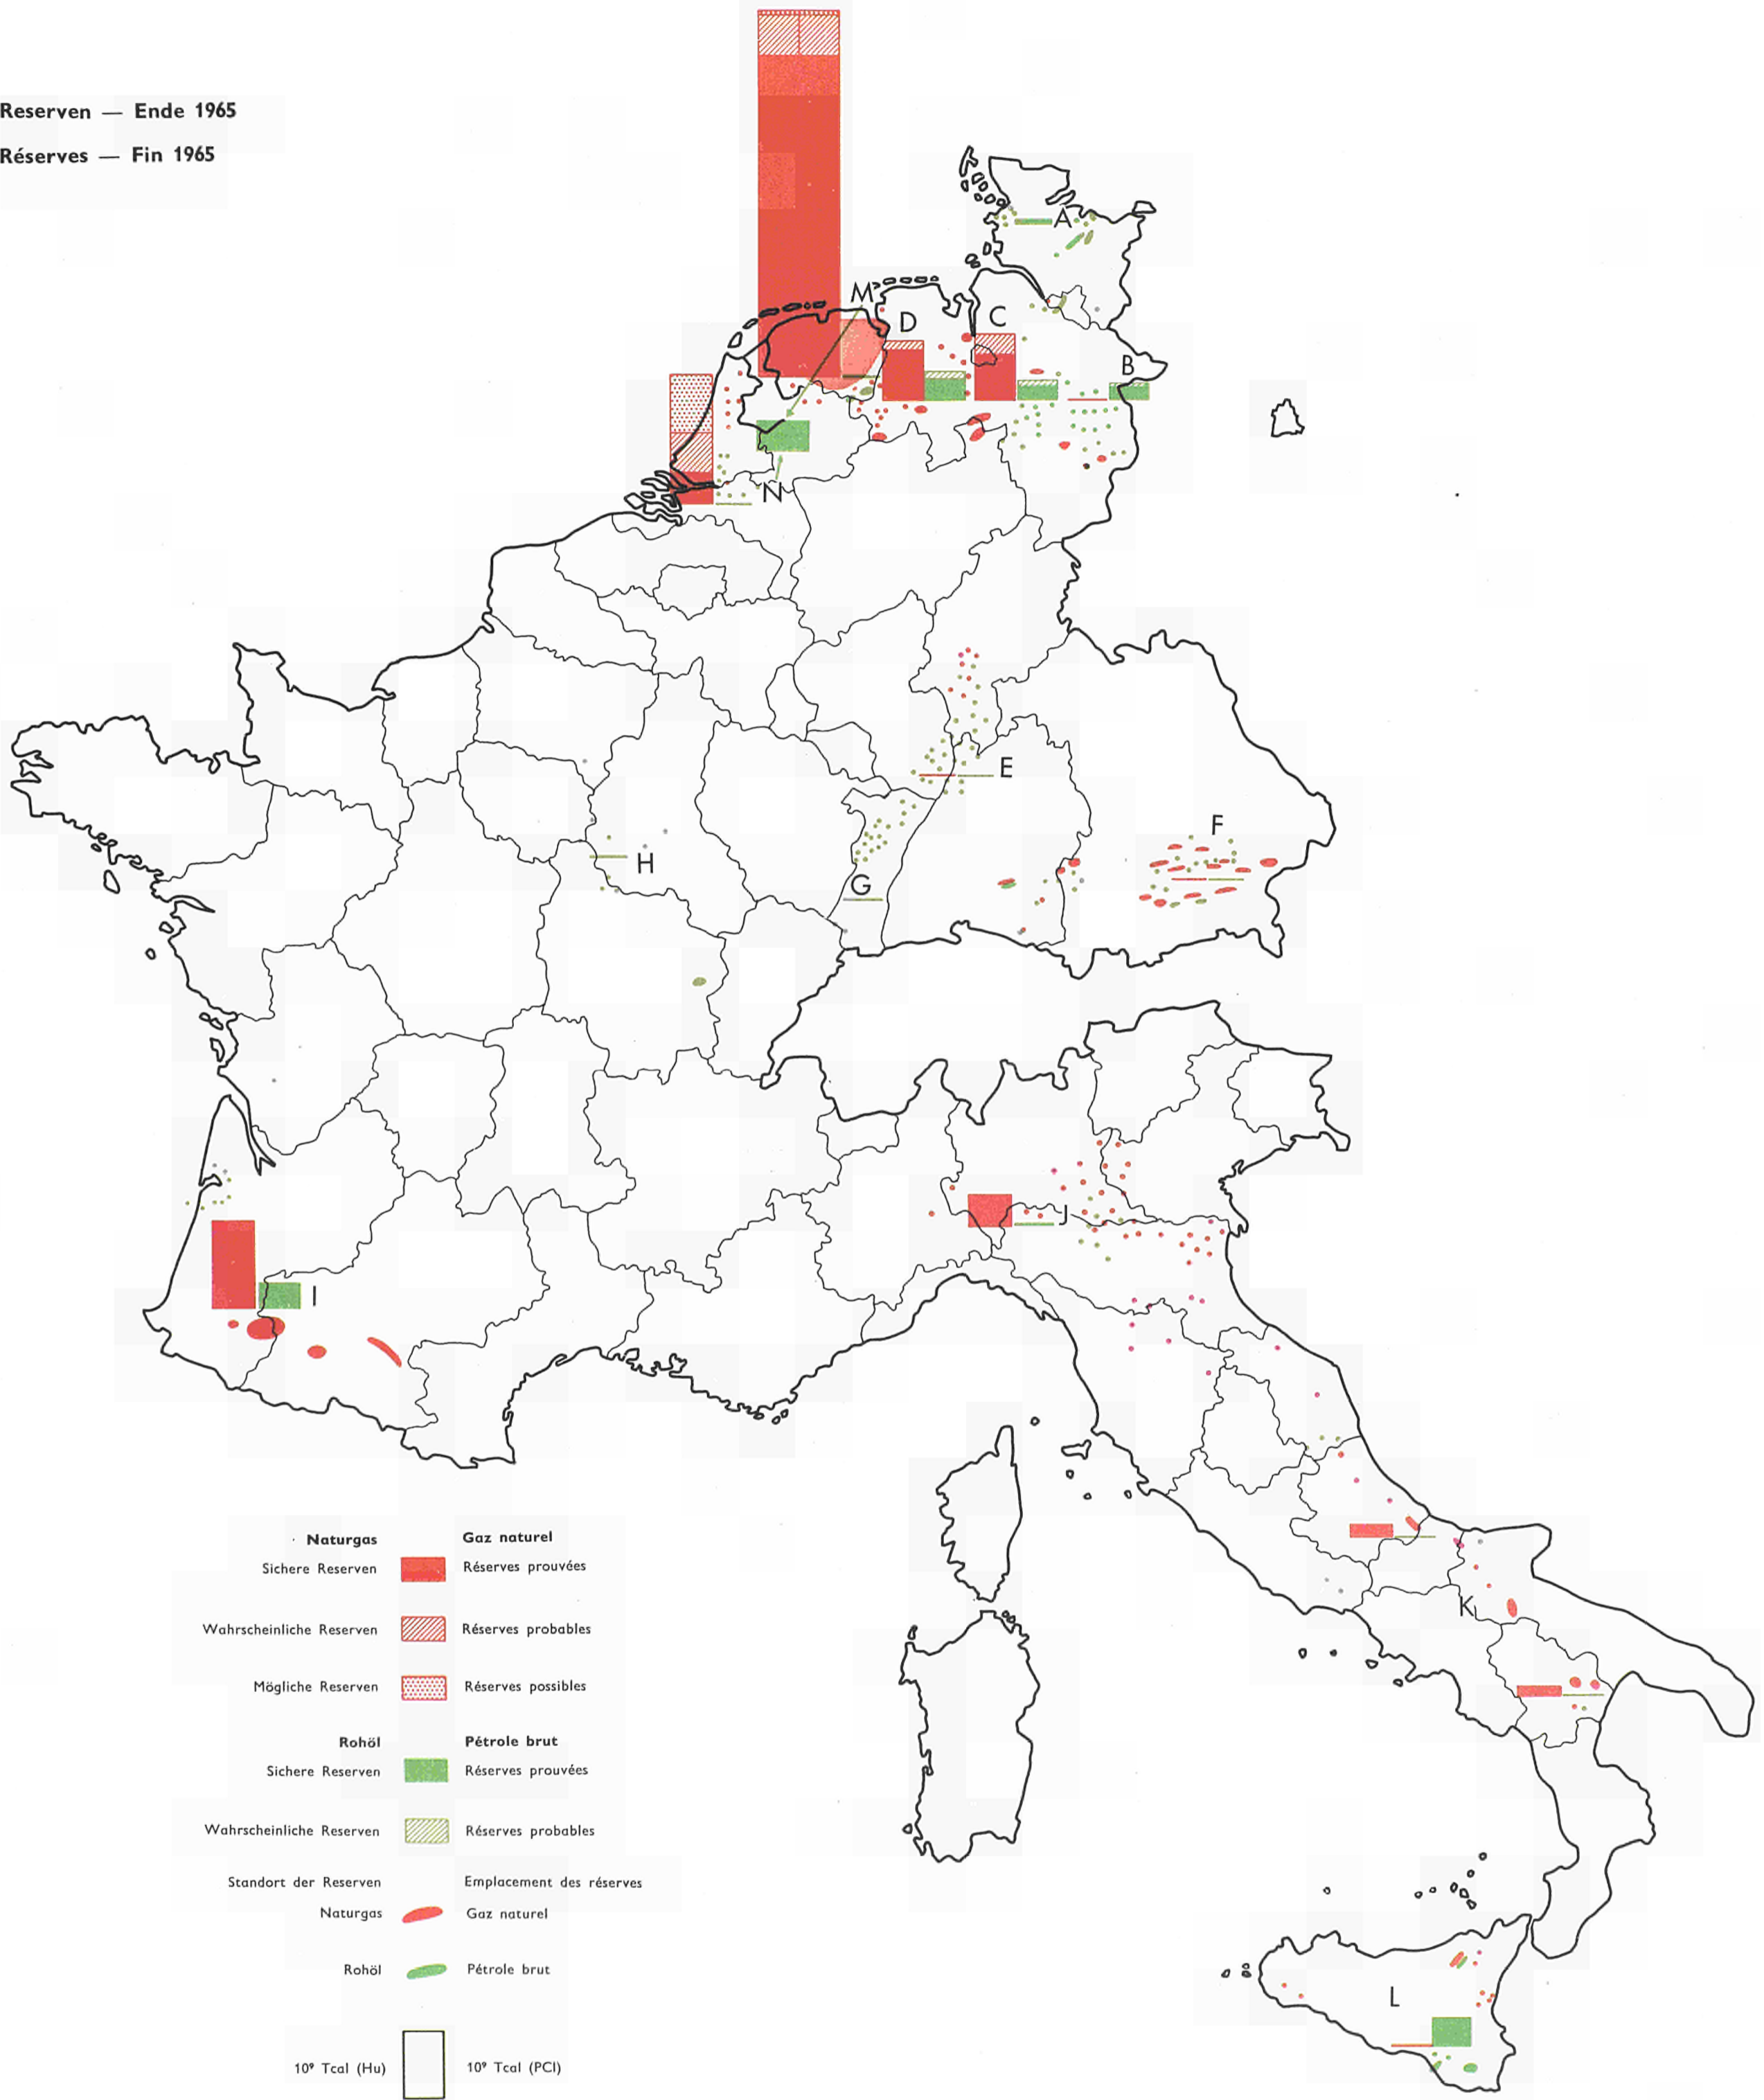 Reserven — Ende 1965
Réserves — Fin 1965
A
M
D
C
B
N
E
F
H
G
J
I
K
L
Naturgas Gaz naturel
Sichere Reserven Réserves prouvées
Wahrscheinliche Reserven Réserves probables
Mögliche Reserven Réserves possibles
Rohöl Pétrole brut
Sichere Reserven Réserves prouvées
Wahrscheinliche Reserven Réserves probables
Standort der Reserven Emplacement des réserves
Naturgas Gaz naturel
Rohöl Pétrole brut
10⁹ Tcal (Hu) 10⁹ Tcal (PCI)